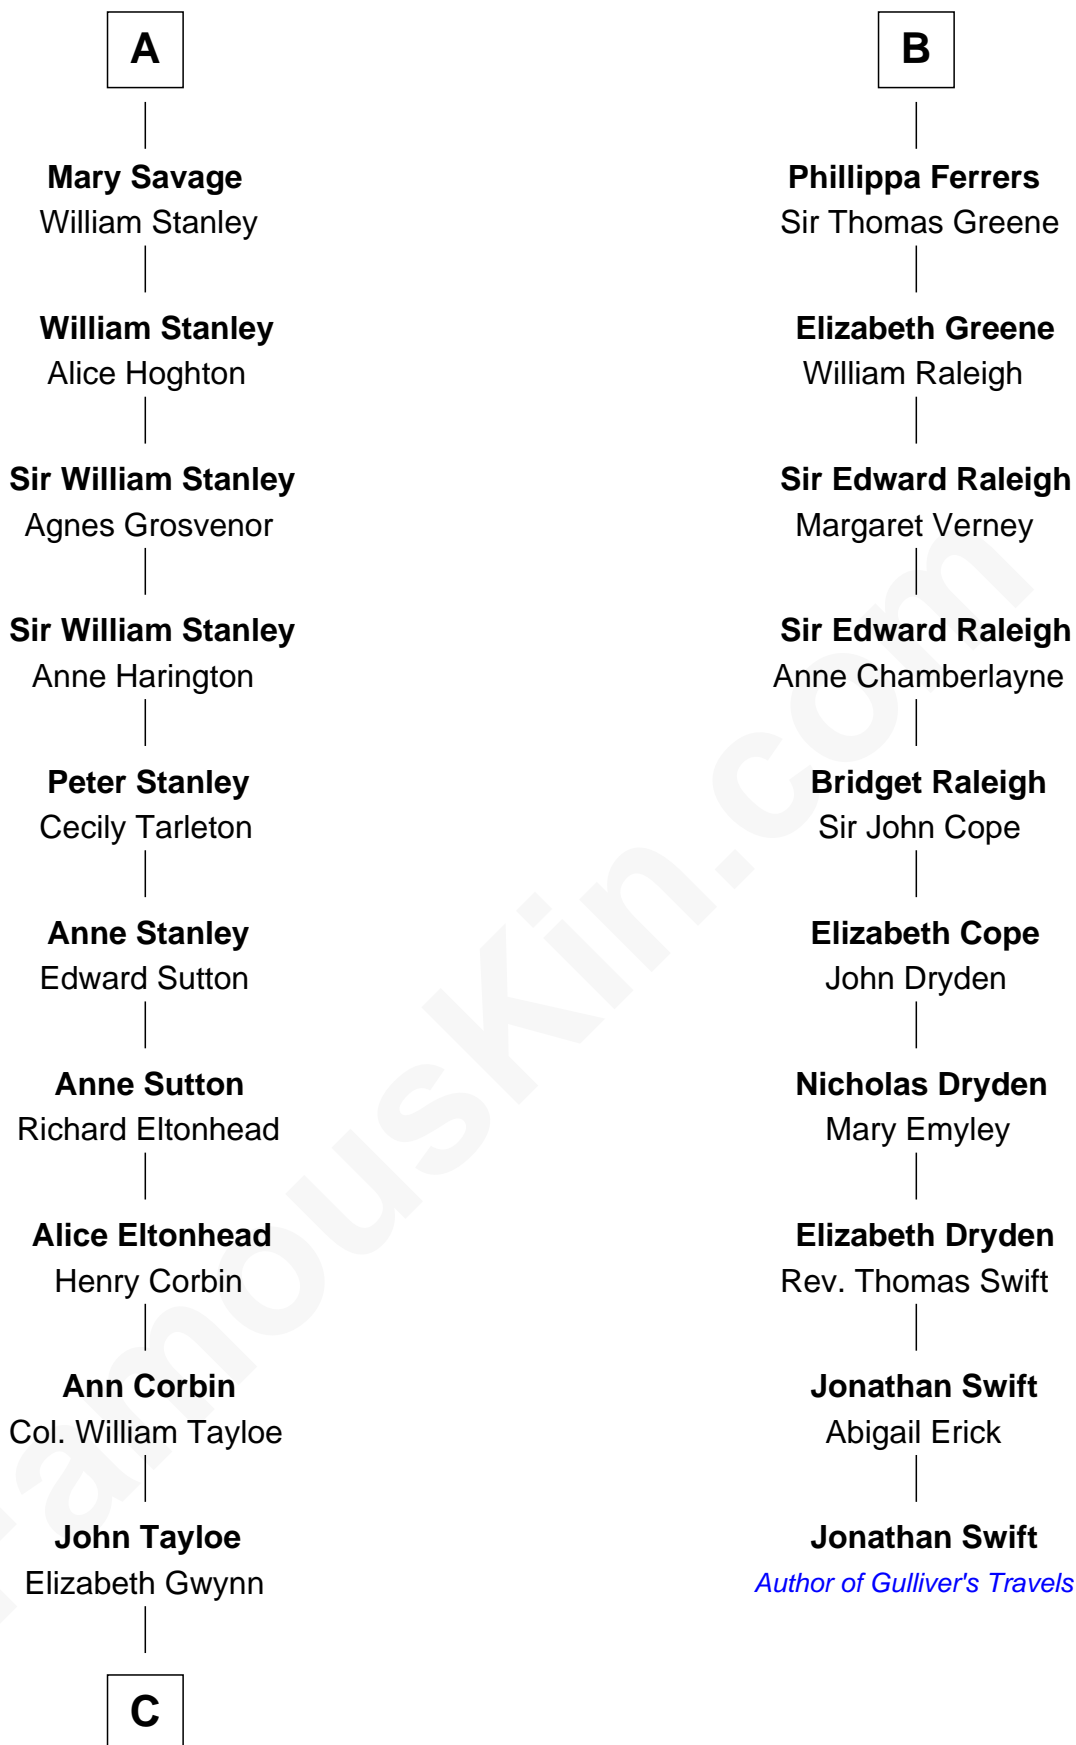 A
Mary Savage
William Stanley
William Stanley
Alice Hoghton
Sir William Stanley
Agnes Grosvenor
Sir William Stanley
Anne Harington
Peter Stanley
Cecily Tarleton
Anne Stanley
Edward Sutton
Anne Sutton
Richard Eltonhead
Alice Eltonhead
Henry Corbin
Ann Corbin
Col. William Tayloe
John Tayloe
Elizabeth Gwynn
C
B
Phillippa Ferrers
Sir Thomas Greene
Elizabeth Greene
William Raleigh
Sir Edward Raleigh
Margaret Verney
Sir Edward Raleigh
Anne Chamberlayne
Bridget Raleigh
Sir John Cope
Elizabeth Cope
John Dryden
Nicholas Dryden
Mary Emyley
Elizabeth Dryden
Rev. Thomas Swift
Jonathan Swift
Abigail Erick
Jonathan Swift
Author of Gulliver's Travels
FamousKin.com